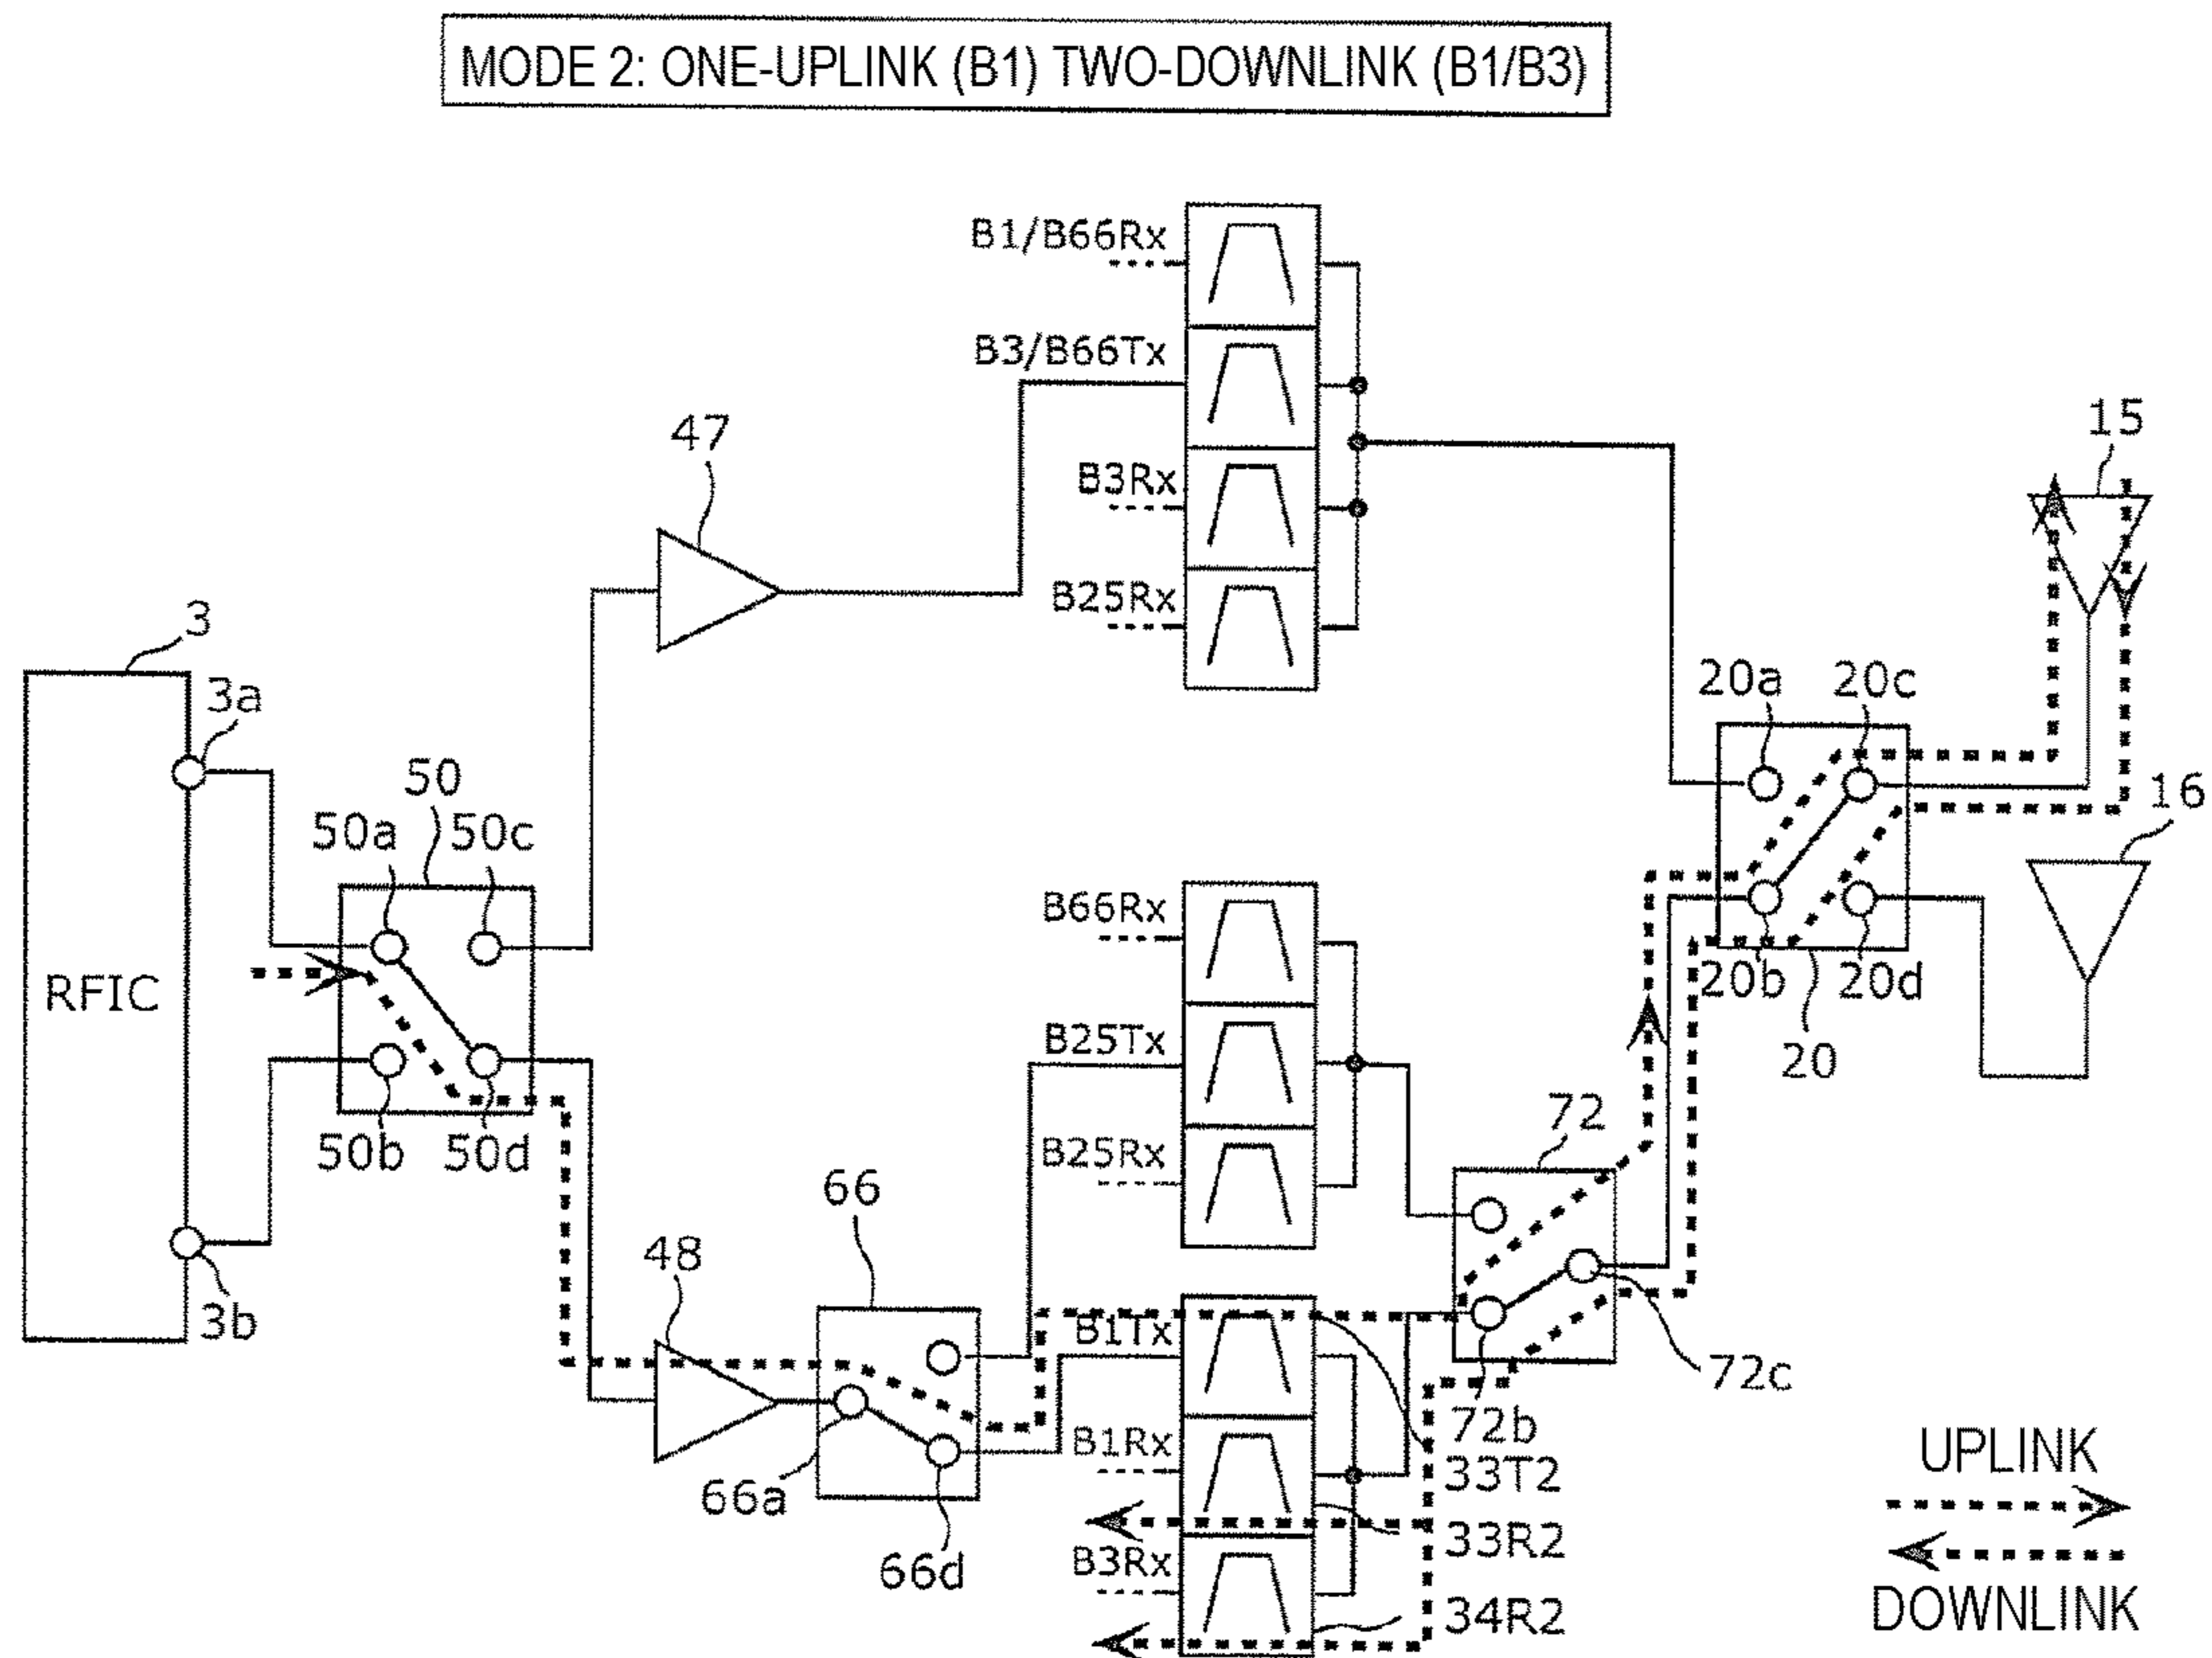 MODE 2: ONE-UPLINK (B1) TWO-DOWNLINK (B1/B3)
B1/B66Rx
B3/B66Tx
B3Rx
B25Rx
47
15
3
3a
50
50a
50c
20a
20c
16
RFIC
B66Rx
B25Tx
B25Rx
20b
20d
20
50b
50d
72
66
48
3b
B1Tx
72c
72b
B1Rx
33T2
66a
66d
33R2
B3Rx
34R2
UPLINK
DOWNLINK